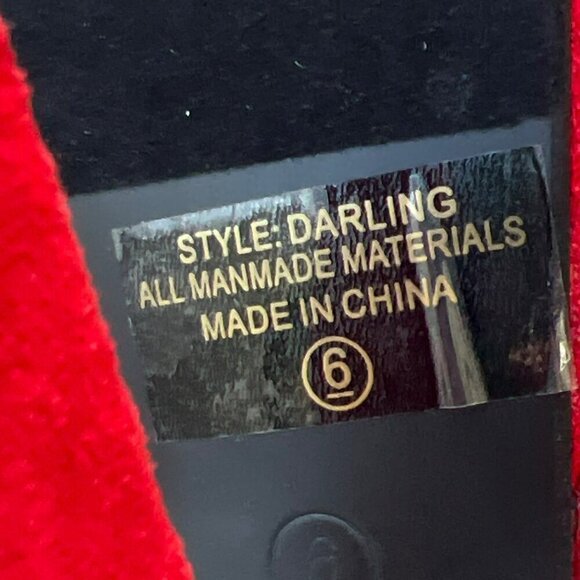 STYLE: DARLING
ALL MANMADE MATERIALS
MADE IN CHINA
6